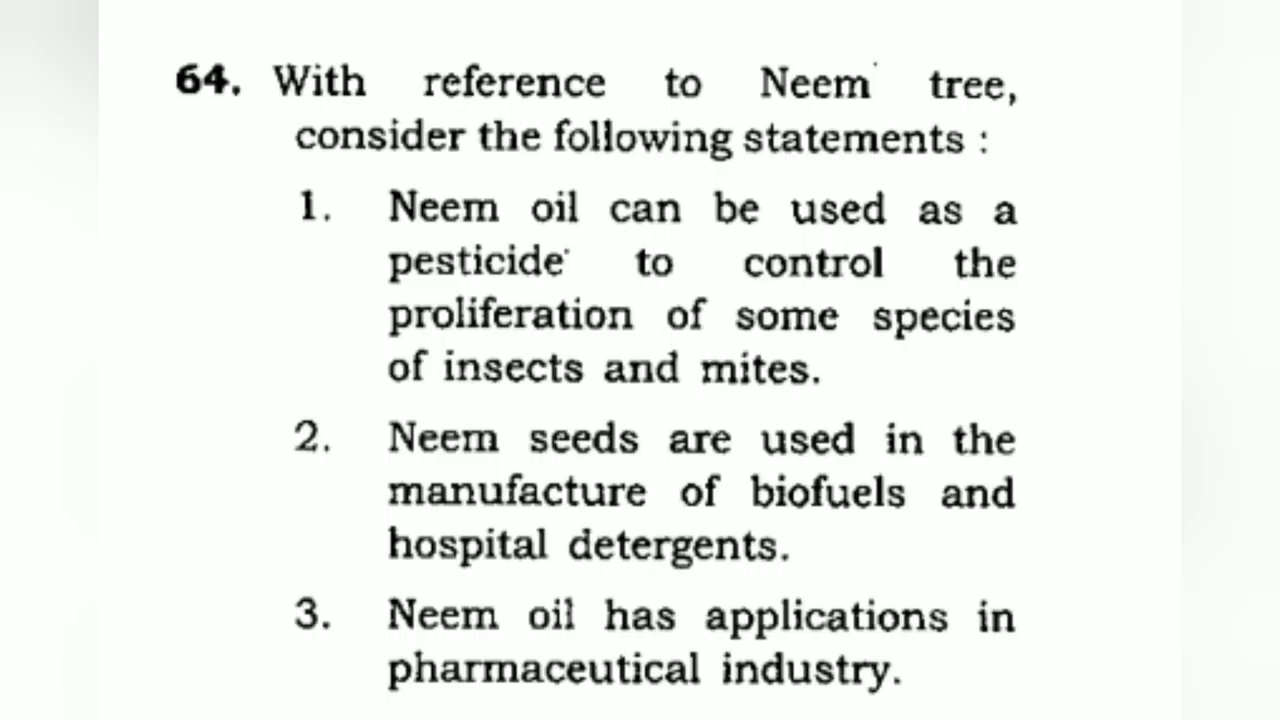 64. With reference to Neem tree,
consider the following statements :
1. Neem oil can be used as a
pesticide to control the
proliferation of some species
of insects and mites.
2. Neem seeds are used in the
manufacture of biofuels and
hospital detergents.
3. Neem oil has applications in
pharmaceutical industry.